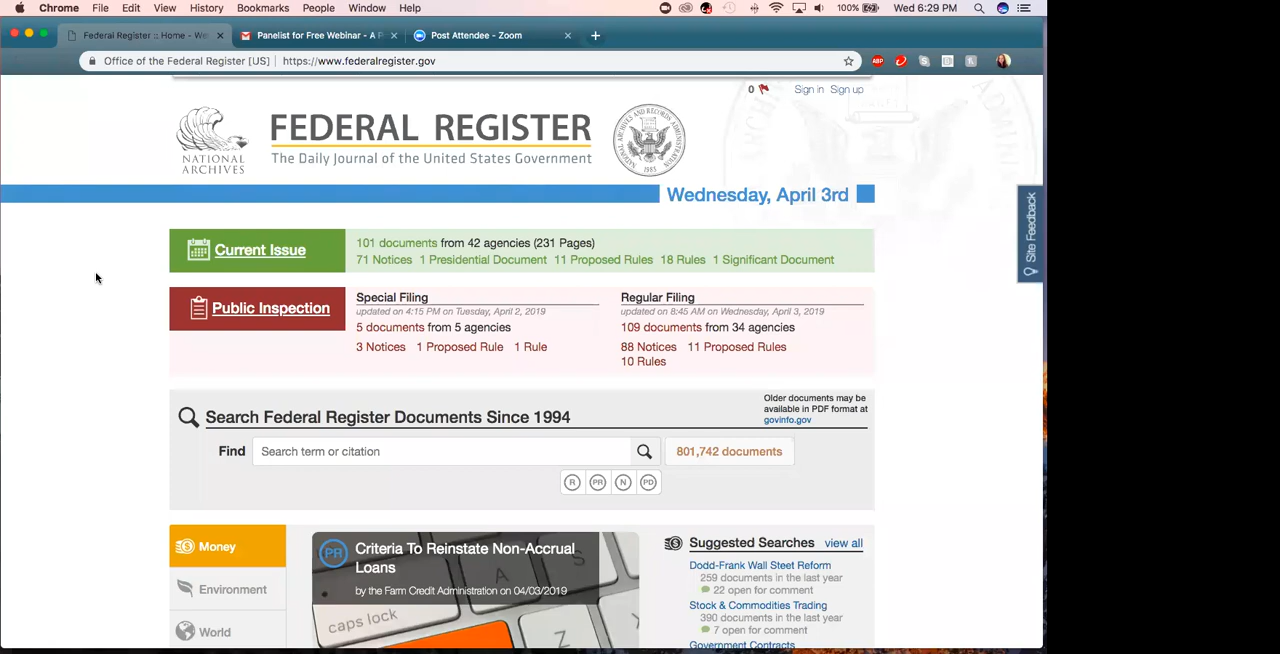 Chrome File Edit View History Bookmarks People Window Help 100% Wed 6:29 PM
Federal Register :: Home - We
Panelist for Free Webinar - A P
Post Attendee - Zoom
Office of the Federal Register [US] https://www.federalregister.gov
ABP
0 Sign in Sign up
NATIONAL ARCHIVES
FEDERAL REGISTER
The Daily Journal of the United States Government
Wednesday, April 3rd
Site Feedback
Current Issue
101 documents from 42 agencies (231 Pages)
71 Notices 1 Presidential Document 11 Proposed Rules 18 Rules 1 Significant Document
Public Inspection
Special Filing
updated on 4:15 PM on Tuesday, April 2, 2019
5 documents from 5 agencies
3 Notices 1 Proposed Rule 1 Rule
Regular Filing
updated on 8:45 AM on Wednesday, April 3, 2019
109 documents from 34 agencies
88 Notices 11 Proposed Rules
10 Rules
Search Federal Register Documents Since 1994
Older documents may be
available in PDF format at
govinfo.gov
Find Search term or citation 801,742 documents
R PR N PD
Money
Environment
World
PR Criteria To Reinstate Non-Accrual
Loans
by the Farm Credit Administration on 04/03/2019
caps lock
A
S
Z
Suggested Searches view all
Dodd-Frank Wall Steet Reform
259 documents in the last year
22 open for comment
Stock & Commodities Trading
390 documents in the last year
7 open for comment
Government Contracts